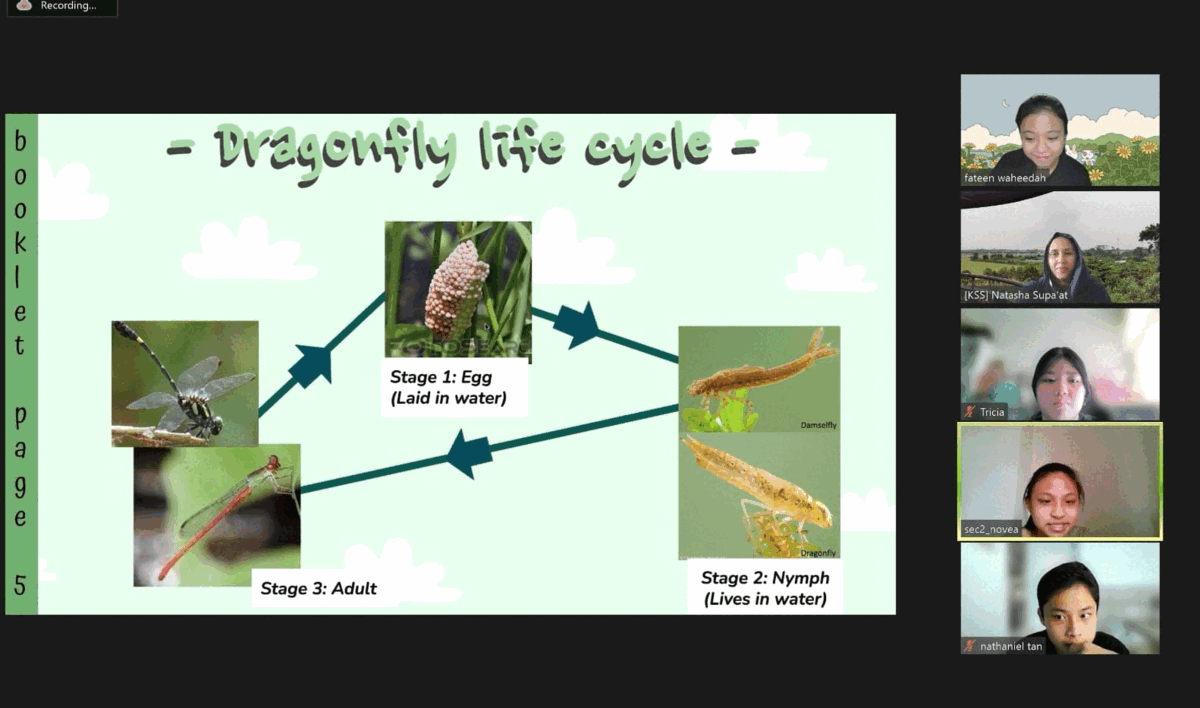 Recording...
- Dragonfly life cycle -
booklet page 5
Stage 1: Egg
(Laid in water)
Damselfly
Dragonfly
Stage 2: Nymph
(Lives in water)
Stage 3: Adult
fateen waheedah
[KSS] Natasha Supa'at
Tricia
sec2_novea
nathaniel tan